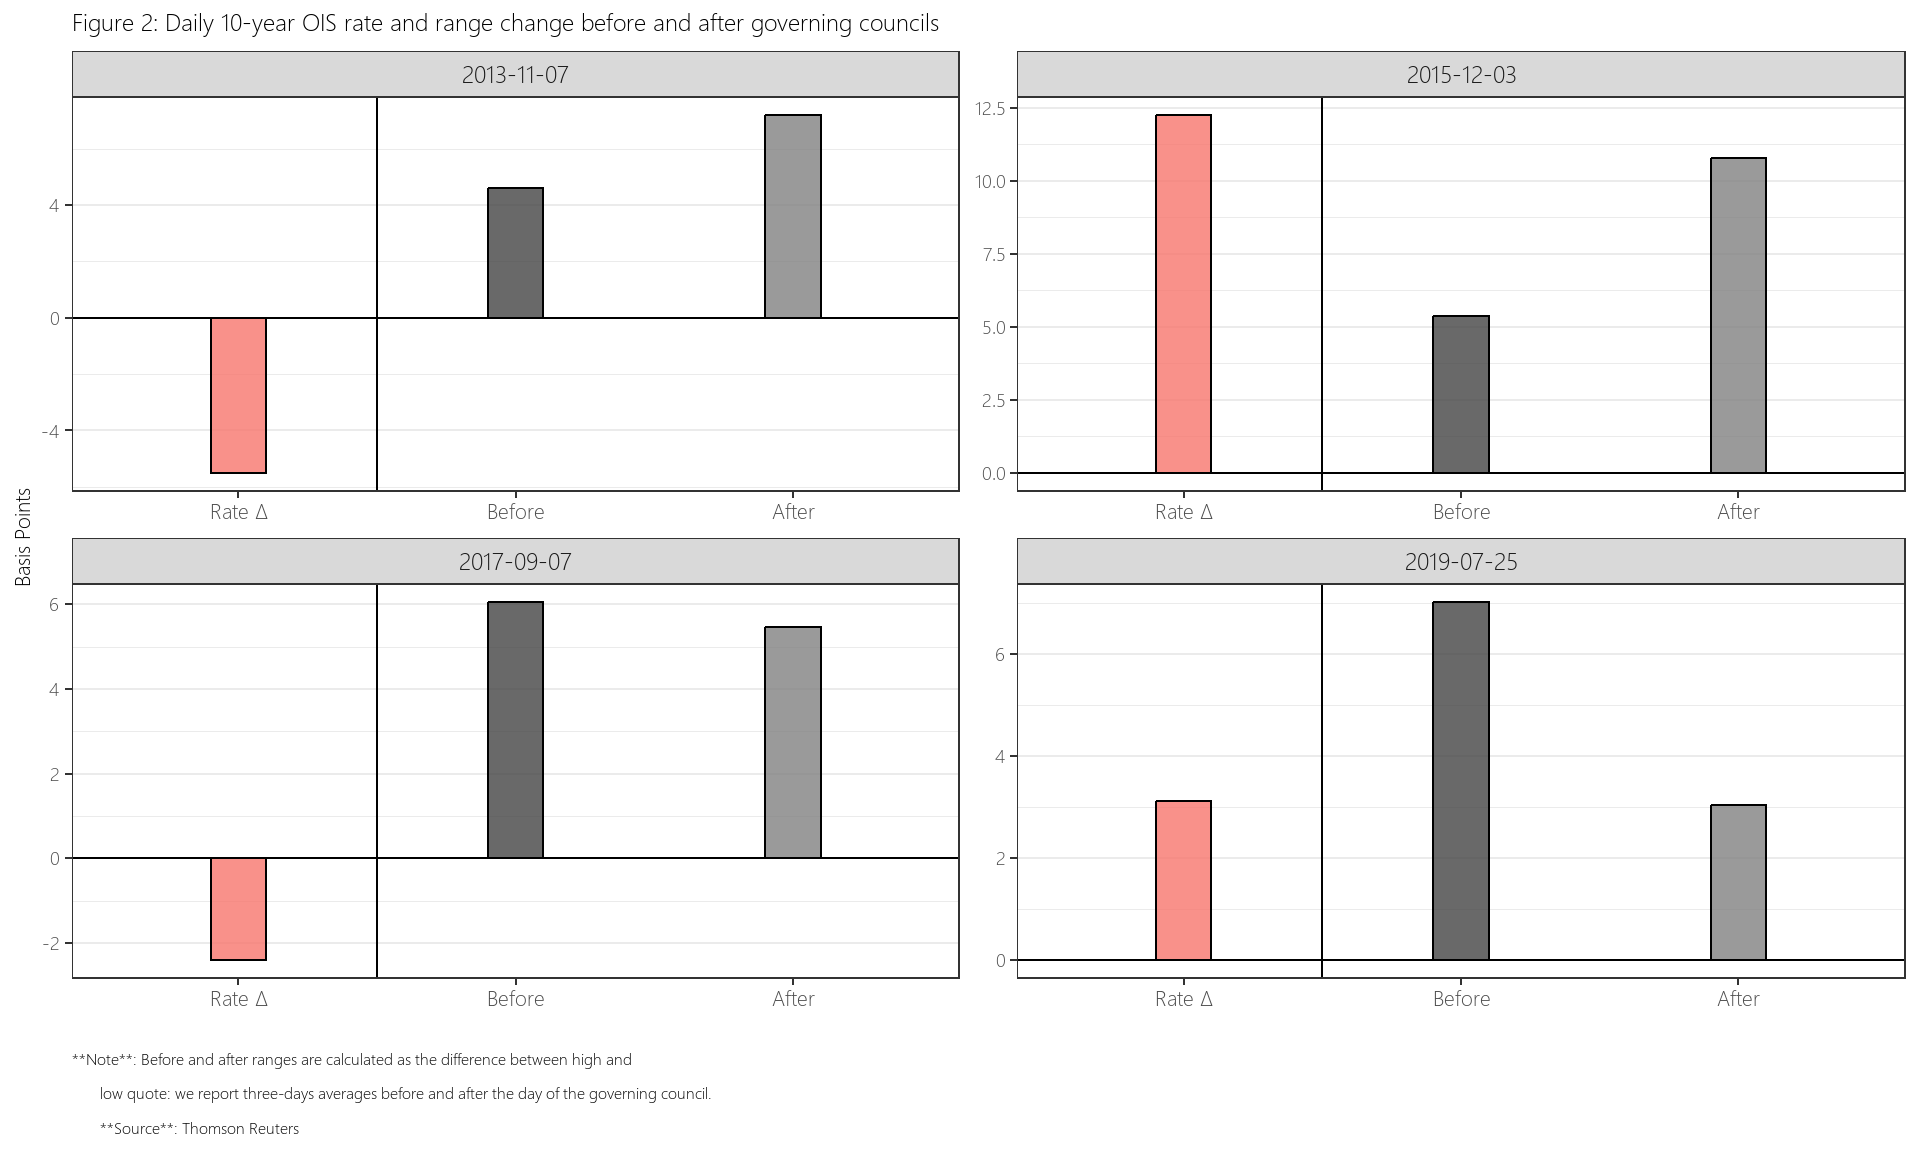 Figure 2: Daily 10-year OIS rate and range change before and after governing councils
2013-11-07
4
0
-4
Rate Δ Before After
2015-12-03
12.5
10.0
7.5
5.0
2.5
0.0
Rate Δ Before After
Basis Points
2017-09-07
6
4
2
0
-2
Rate Δ Before After
2019-07-25
6
4
2
0
Rate Δ Before After
**Note**: Before and after ranges are calculated as the difference between high and
low quote: we report three-days averages before and after the day of the governing council.
**Source**: Thomson Reuters